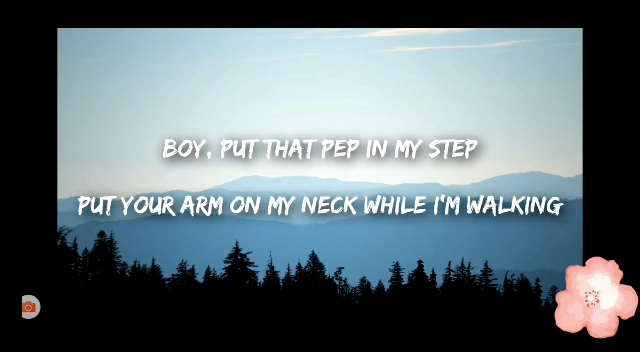 BOY, PUT THAT PEP IN MY STEP
PUT YOUR ARM ON MY NECK WHILE I'M WALKING